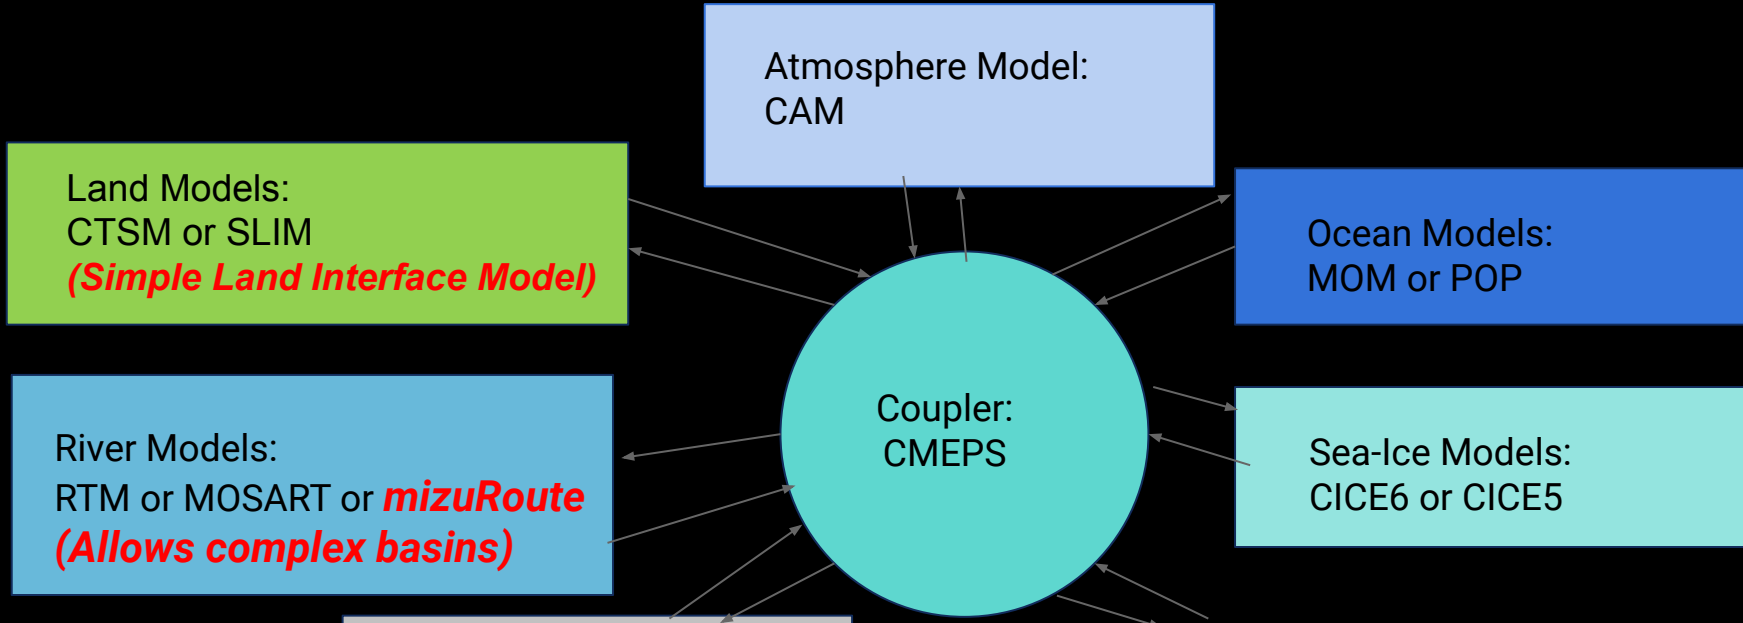 Atmosphere Model:
CAM
Land Models:
CTSM or SLIM
(Simple Land Interface Model)
Ocean Models:
MOM or POP
River Models:
RTM or MOSART or mizuRoute
(Allows complex basins)
Coupler:
CMEPS
Sea-Ice Models:
CICE6 or CICE5